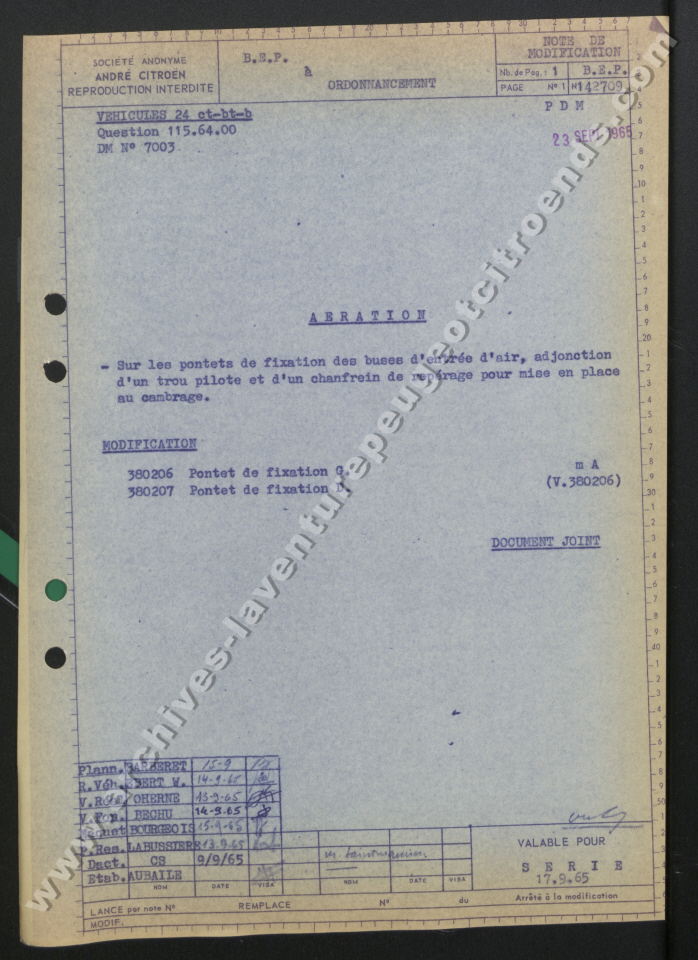 SOCIÉTÉ ANONYME
ANDRÉ CITROËN
REPRODUCTION INTERDITE
B.E.P.
à
ORDONNANCEMENT
NOTE DE
MODIFICATION
Nb. de Pag. : 1 B.E.P.
PAGE N° 1 N° 142709
VEHICULES 24 ct-bt-b
Question 115.64.00
DM N° 7003
P D M
23 SEPT 1965
A E R A T I O N
- Sur les pontets de fixation des buses d'entrée d'air, adjonction
d'un trou pilote et d'un chanfrein de repérage pour mise en place
au cambrage.
MODIFICATION
380206 Pontet de fixation G. m A
380207 Pontet de fixation D. (V.380206)
DOCUMENT JOINT
www.archives-laventurepeugeotcitroends.com
Plann. BARBERET 15-9
R.Véh. EBERT W. 14-9-65
OHERNE 13-9-65
BECHU 14-9-65
BOURGEOIS 15-9-65
P.Res. LABUSSIERE 13.9.65
Dact. CS 9/9/65
Etab. AUBAILE
NOM DATE VISA NOM DATE VISA
VALABLE POUR
S E R I E
17.9.65
Arrêté à la modification
LANCÉ par note N° REMPLACE N° du
MODIF.